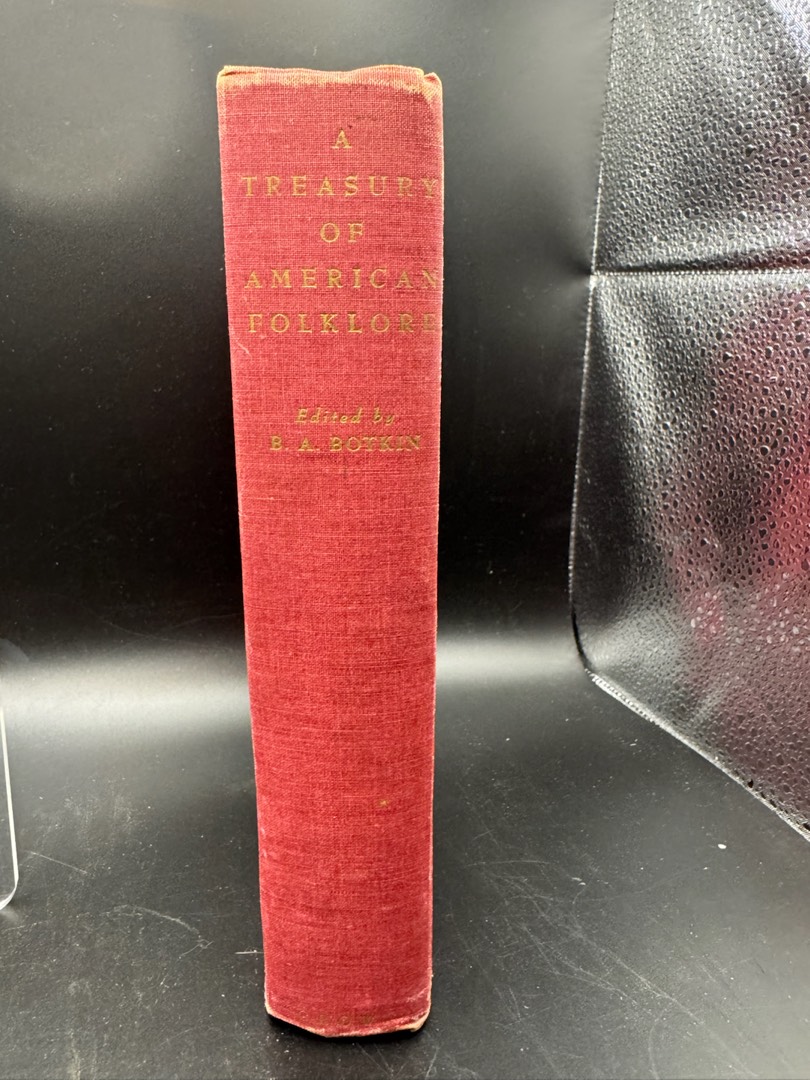 A
TREASURY
OF
AMERICAN
FOLKLORE
Edited by
B. A. BOTKIN